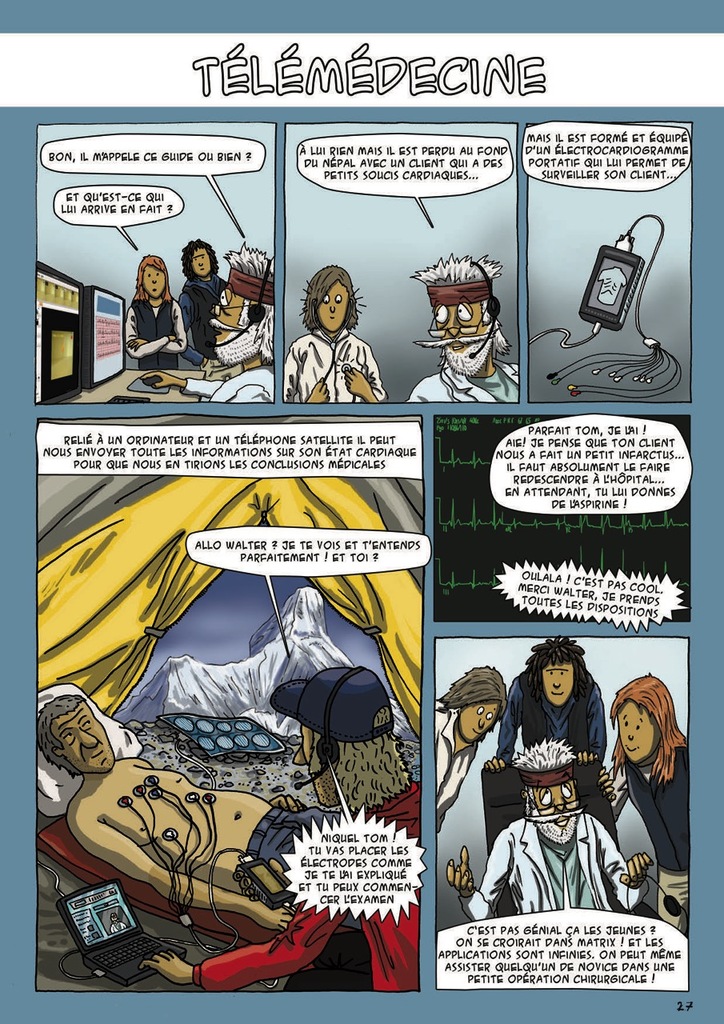 TÉLÉMÉDECINE
BON, IL M'APELE CE GUIDE OU BIEN ?
ET QU'EST-CE QUI
LUI ARRIVE EN FAIT ?
À LUI RIEN MAIS IL EST PERDU AU FOND
DU NÉPAL AVEC UN CLIENT QUI A DES
PETITS SOUCIS CARDIAQUES...
MAIS IL EST FORMÉ ET ÉQUIPÉ
D'UN ÉLECTROCARDIOGRAMME
PORTATIF QUI LUI PERMET DE
SURVEILLER SON CLIENT...
RELIÉ À UN ORDINATEUR ET UN TÉLÉPHONE SATELLITE IL PEUT
NOUS ENVOYER TOUTE LES INFORMATIONS SUR SON ÉTAT CARDIAQUE
POUR QUE NOUS EN TIRIONS LES CONCLUSIONS MÉDICALES
ALLO WALTER ? JE TE VOIS ET T'ENTENDS
PARFAITEMENT ! ET TOI ?
NIQUEL TOM !
TU VAS PLACER LES
ÉLECTRODES COMME
JE TE L'AI EXPLIQUÉ
ET TU PEUX COMMEN-
CER L'EXAMEN
PARFAIT TOM, JE L'AI !
AIE! JE PENSE QUE TON CLIENT
NOUS A FAIT UN PETIT INFARCTUS...
IL FAUT ABSOLUMENT LE FAIRE
REDESCENDRE À L'HÔPITAL...
EN ATTENDANT, TU LUI DONNES
DE L'ASPIRINE !
OULALA ! C'EST PAS COOL.
MERCI WALTER, JE PRENDS
TOUTES LES DISPOSITIONS
C'EST PAS GÉNIAL ÇA LES JEUNES ?
ON SE CROIRAIT DANS MATRIX ! ET LES
APPLICATIONS SONT INFINIES. ON PEUT MÊME
ASSISTER QUELQU'UN DE NOVICE DANS UNE
PETITE OPÉRATION CHIRURGICALE !
27